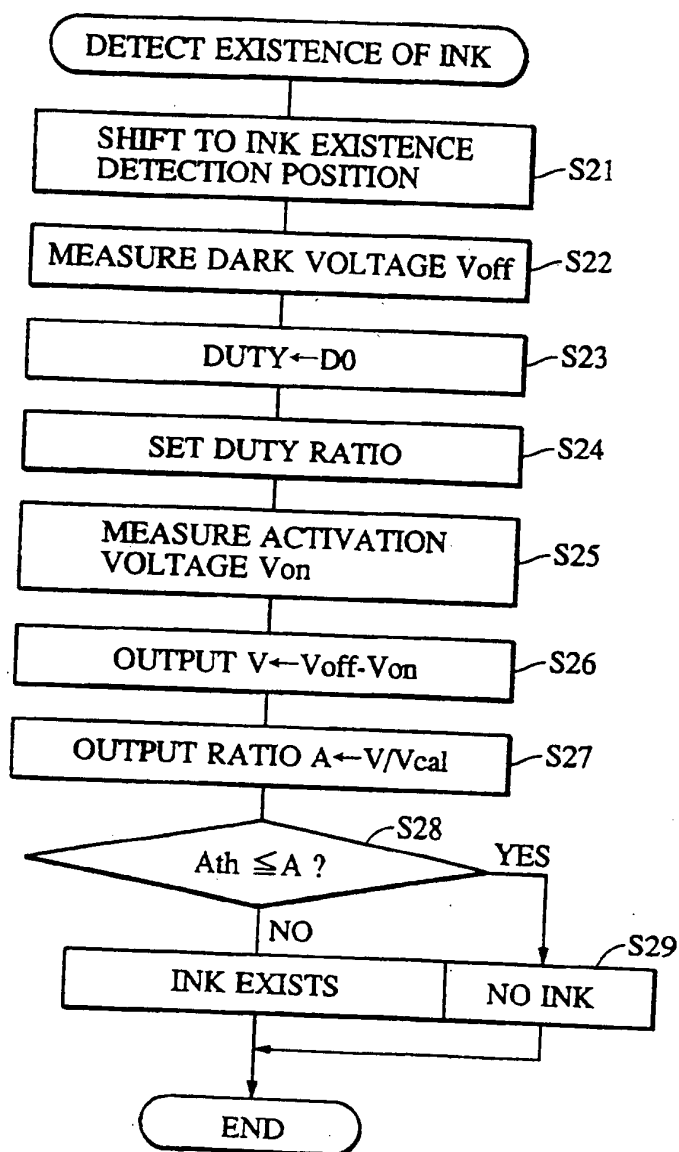 DETECT EXISTENCE OF INK
SHIFT TO INK EXISTENCE
DETECTION POSITION
S21
MEASURE DARK VOLTAGE Voff
S22
DUTY←D0
S23
SET DUTY RATIO
S24
MEASURE ACTIVATION
VOLTAGE Von
S25
OUTPUT V←Voff-Von
S26
OUTPUT RATIO A←V/Vcal
S27
S28
Ath ≦A ?
YES
NO
S29
INK EXISTS
NO INK
END